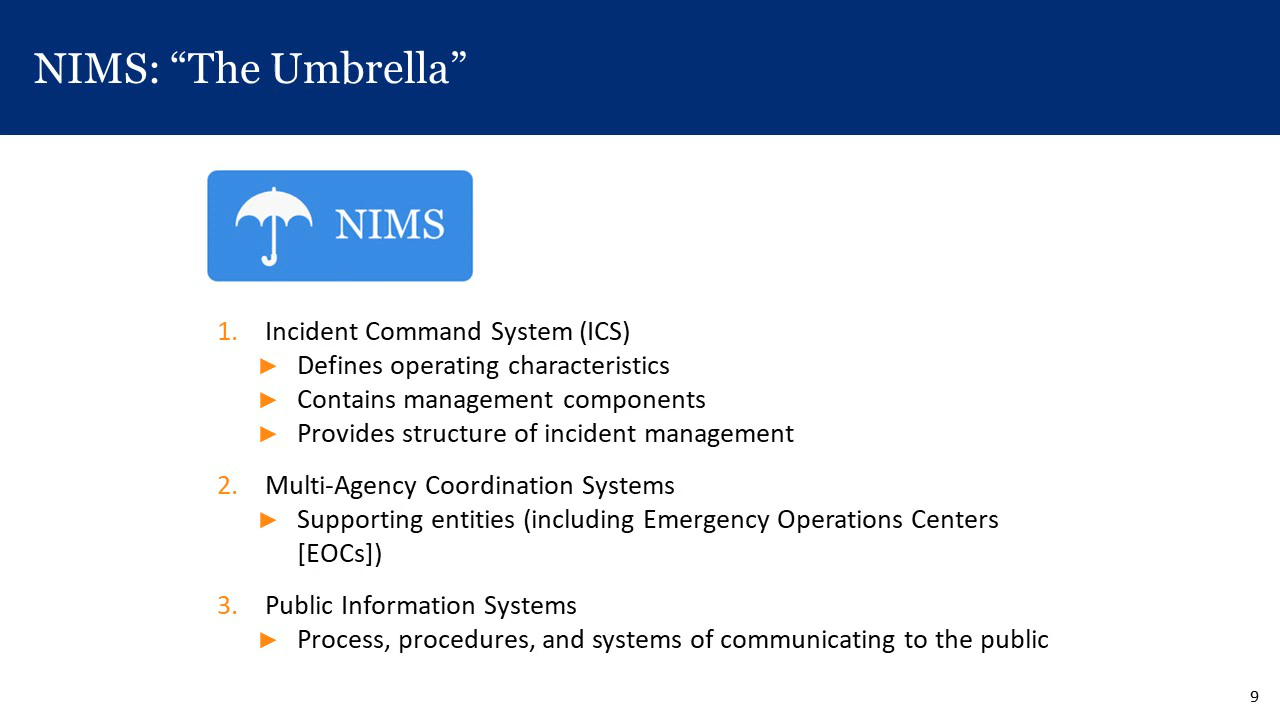 NIMS: “The Umbrella”
NIMS
1. Incident Command System (ICS)
► Defines operating characteristics
► Contains management components
► Provides structure of incident management
2. Multi-Agency Coordination Systems
► Supporting entities (including Emergency Operations Centers
[EOCs])
3. Public Information Systems
► Process, procedures, and systems of communicating to the public
9